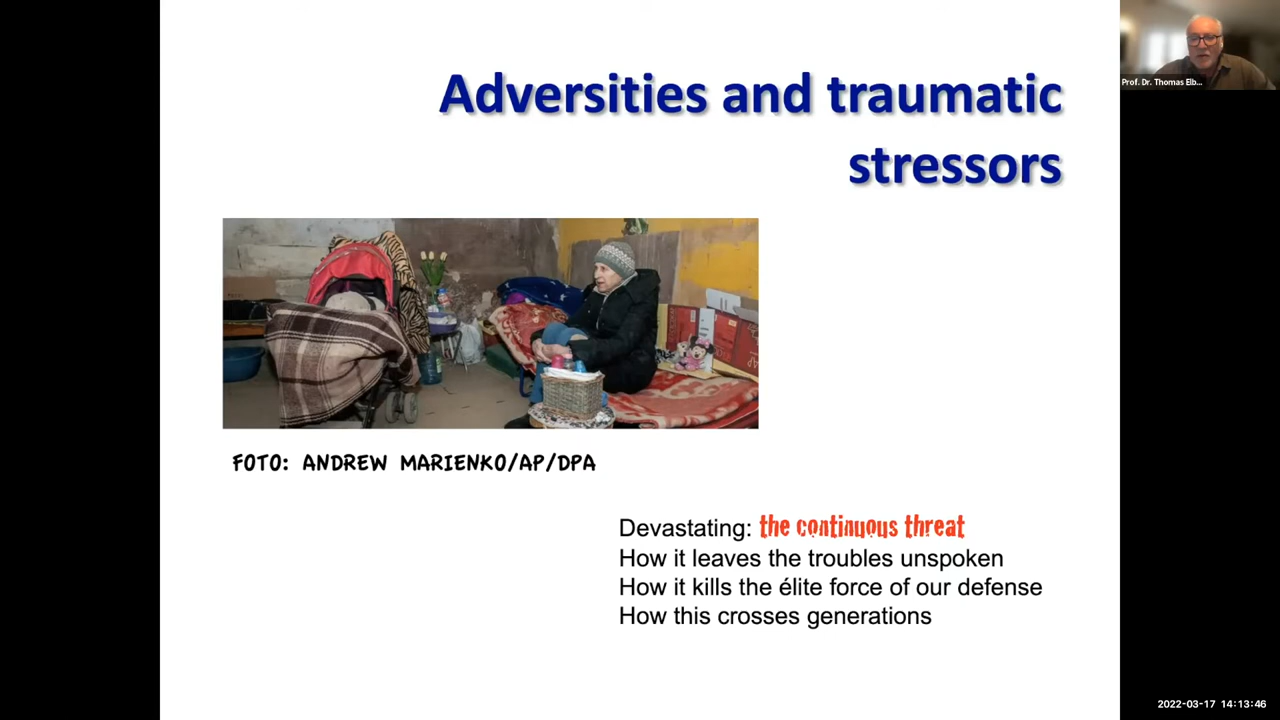 Adversities and traumatic
stressors
Prof. Dr. Thomas Elb...
FOTO: ANDREW MARIENKO/AP/DPA
Devastating: the continuous threat
How it leaves the troubles unspoken
How it kills the élite force of our defense
How this crosses generations
2022-03-17 14:13:46